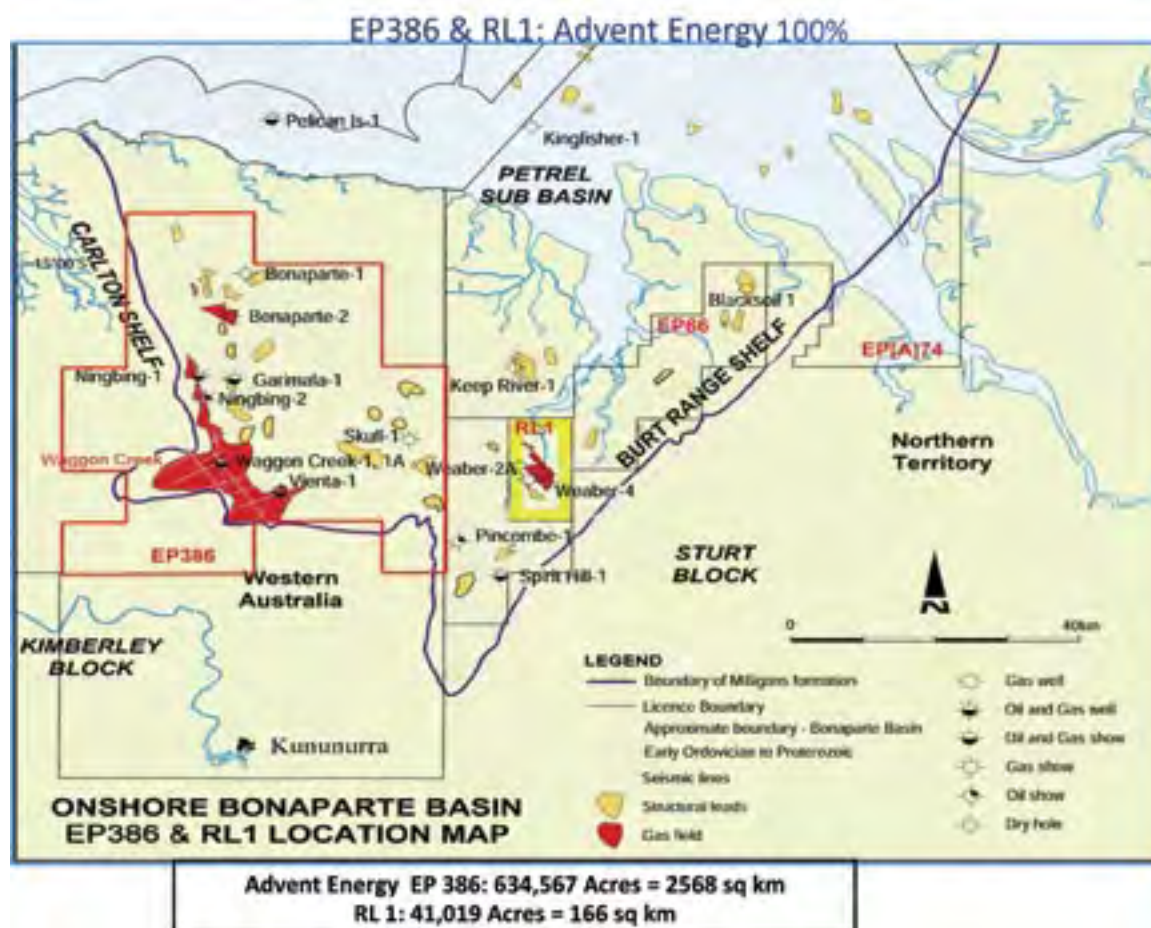 EP386 & RL1: Advent Energy 100%
Pelican Is-1
Kingfisher-1
PETREL
SUB BASIN
CARLTON SHELF
15°00'S
Bonaparte-1
Bonaparte-2
Blacksoil 1
EP66
EP[A]74
Ningbing-1
Garimala-1
Ningbing-2
Keep River-1
BURT RANGE SHELF
Skull-1
RL1
Northern
Territory
Waggon Creek
Waggon Creek-1, 1A
Weaber-2A
Vienta-1
Weaber-4
EP386
Pincombe-1
Spirit Hill-1
STURT
BLOCK
Western
Australia
N
KIMBERLEY
BLOCK
0
40km
LEGEND
Boundary of Milligans formation
Licence Boundary
Approximate boundary - Bonaparte Basin
Early Ordovician to Proterozoic
Seismic lines
Structural leads
Gas field
Gas well
Oil and Gas well
Oil and Gas show
Gas show
Oil show
Dry hole
Kununurra
ONSHORE BONAPARTE BASIN
EP386 & RL1 LOCATION MAP
Advent Energy EP 386: 634,567 Acres = 2568 sq km
RL 1: 41,019 Acres = 166 sq km